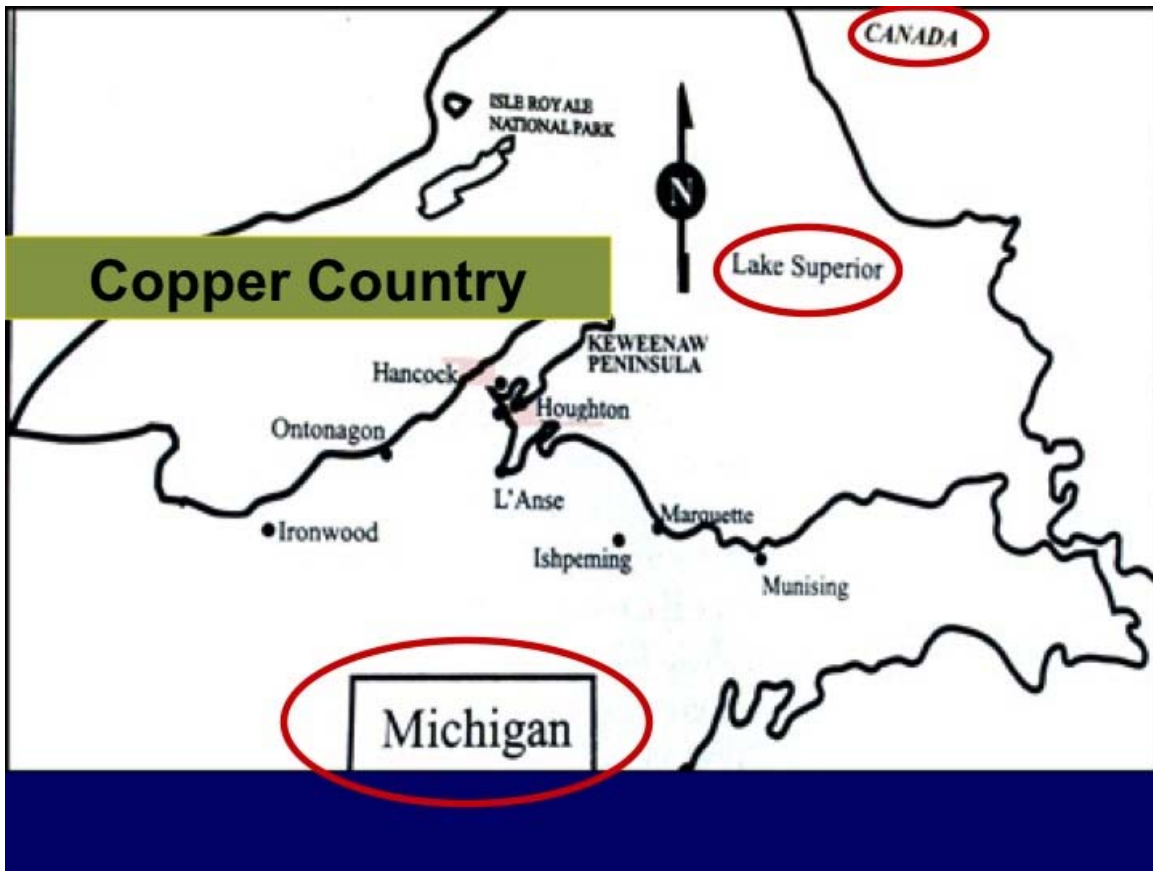 CANADA
ISLE ROYALE
NATIONAL PARK
N
Lake Superior
Copper Country
KEWEENAW
PENINSULA
Hancock
Houghton
Ontonagon
L'Anse
Marquette
Ironwood
Ishpeming
Munising
Michigan